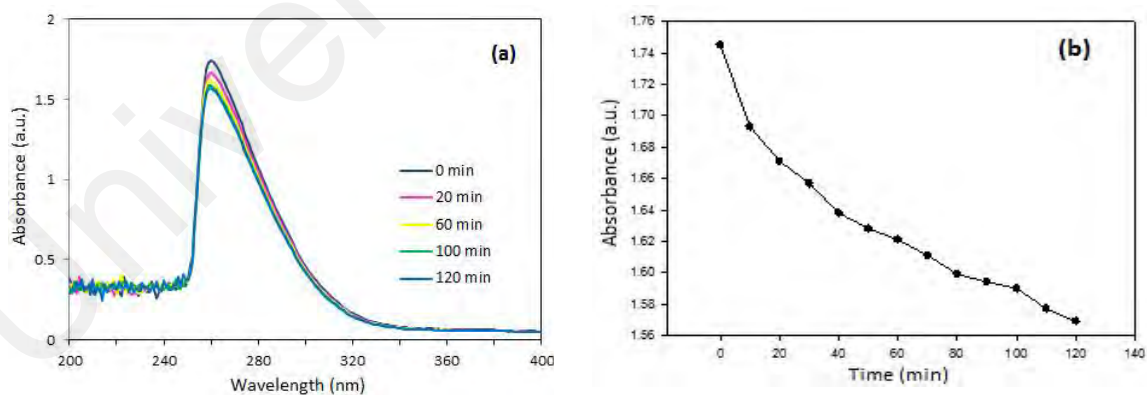 2
1.5
1
0.5
0
200
240
280
320
360
400
Absorbance (a.u.)
Wavelength (nm)
(a)
0 min
20 min
60 min
100 min
120 min
1.76
1.74
1.72
1.70
1.68
1.66
1.64
1.62
1.60
1.58
1.56
0
20
40
60
80
100
120
140
Absorbance (a.u.)
Time (min)
(b)
Univer